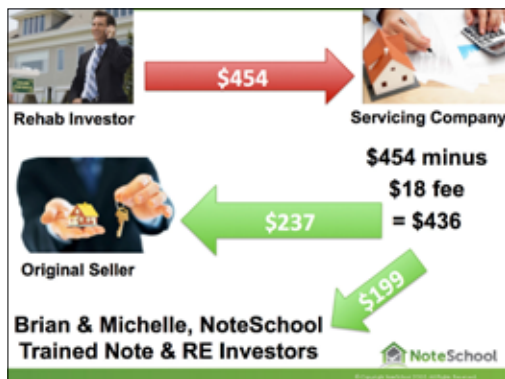 $454
Rehab Investor
Servicing Company
$454 minus
$18 fee
= $436
$237
Original Seller
$199
Brian & Michelle, NoteSchool
Trained Note & RE Investors
NoteSchool